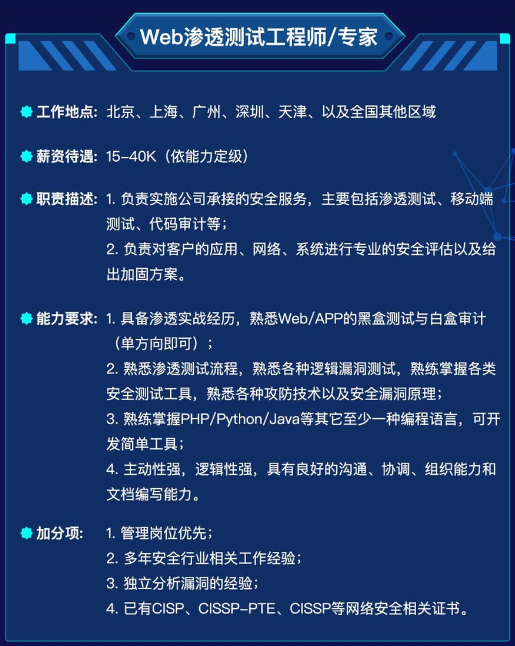 Web渗透测试工程师/专家
工作地点: 北京、上海、广州、深圳、天津、以及全国其他区域
薪资待遇: 15-40K（依能力定级）
职责描述: 1. 负责实施公司承接的安全服务，主要包括渗透测试、移动端
测试、代码审计等；
2. 负责对客户的应用、网络、系统进行专业的安全评估以及给
出加固方案。
能力要求: 1. 具备渗透实战经历，熟悉Web/APP的黑盒测试与白盒审计
（单方向即可）；
2. 熟悉渗透测试流程，熟悉各种逻辑漏洞测试，熟练掌握各类
安全测试工具，熟悉各种攻防技术以及安全漏洞原理；
3. 熟练掌握PHP/Python/Java等其它至少一种编程语言，可开
发简单工具；
4. 主动性强，逻辑性强，具有良好的沟通、协调、组织能力和
文档编写能力。
加分项: 1. 管理岗位优先；
2. 多年安全行业相关工作经验；
3. 独立分析漏洞的经验；
4. 已有CISP、CISSP-PTE、CISSP等网络安全相关证书。